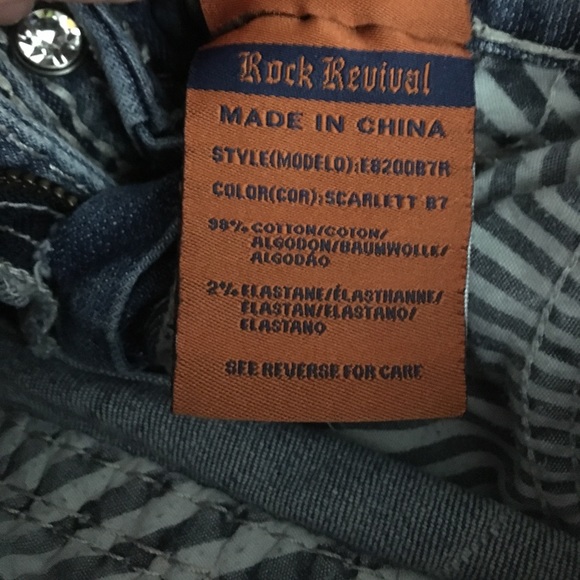 Rock Revival
MADE IN CHINA
STYLE(MODELO):E8200B7R
COLOR(COR):SCARLETT B7
98% COTTON/COTON/
ALGODON/BAUMWOLLE/
ALGODÃO
2% ELASTANE/ÉLASTHANNE/
ELASTAN/ELASTANO/
ELASTANO
SEE REVERSE FOR CARE